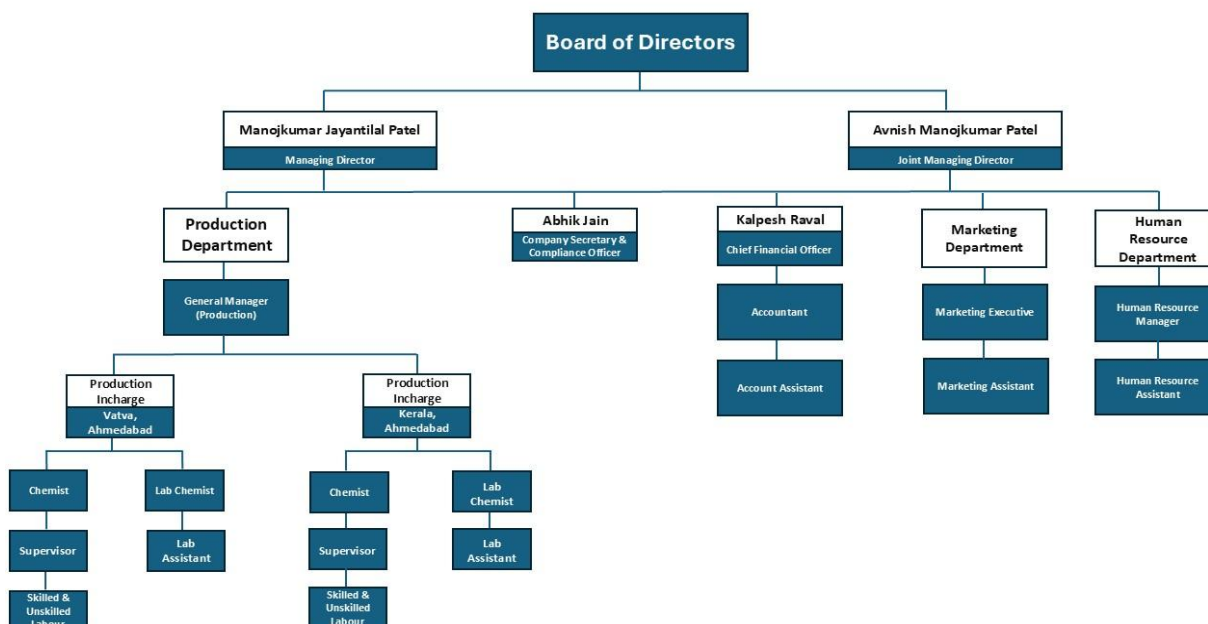 Board of Directors
Manojkumar Jayantilal Patel
Managing Director
Avnish Manojkumar Patel
Joint Managing Director
Production
Department
Abhik Jain
Company Secretary &
Compliance Officer
Kalpesh Raval
Chief Financial Officer
Marketing
Department
Human
Resource
Department
General Manager
(Production)
Accountant
Marketing Executive
Human Resource
Manager
Account Assistant
Marketing Assistant
Human Resource
Assistant
Production
Incharge
Vatva,
Ahmedabad
Production
Incharge
Kerala,
Ahmedabad
Chemist
Lab Chemist
Chemist
Lab
Chemist
Supervisor
Lab
Assistant
Supervisor
Lab
Assistant
Skilled &
Unskilled
Labour
Skilled &
Unskilled
Labour